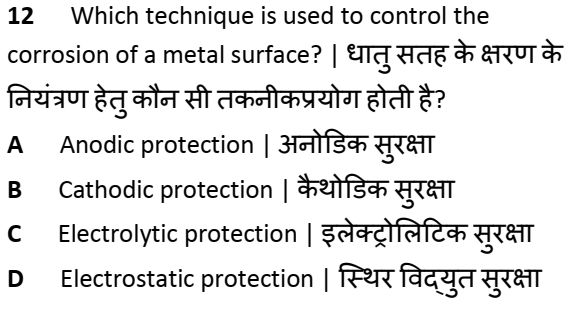 12 Which technique is used to control the
corrosion of a metal surface? | धातु सतह के क्षरण के
नियंत्रण हेतु कौन सी तकनीकप्रयोग होती है?
A Anodic protection | अनोडिक सुरक्षा
B Cathodic protection | कैथोडिक सुरक्षा
C Electrolytic protection | इलेक्ट्रोलिटिक सुरक्षा
D Electrostatic protection | स्थिर विद्युत सुरक्षा